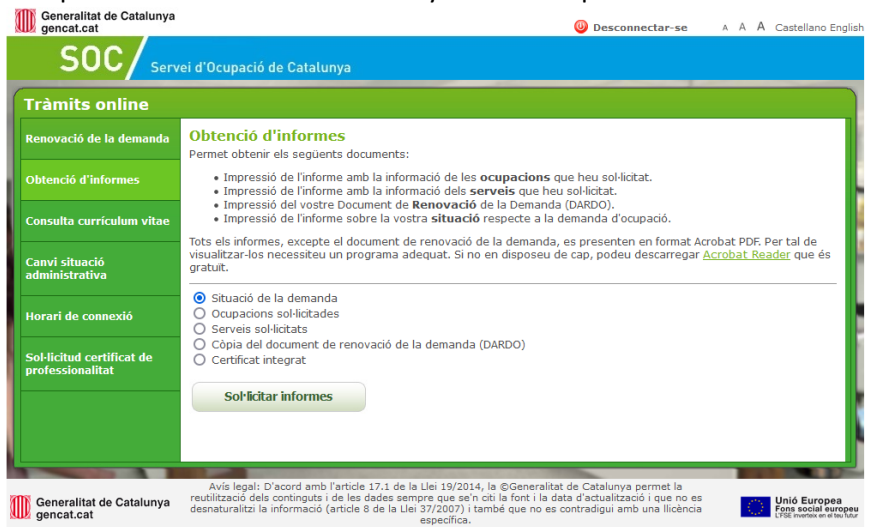 Generalitat de Catalunya
gencat.cat
Desconnectar-se
A A A Castellano English
SOC
Servei d'Ocupació de Catalunya
Tràmits online
Renovació de la demanda
Obtenció d'informes
Consulta currículum vitae
Canvi situació
administrativa
Horari de connexió
Sol·licitud certificat de
professionalitat
Obtenció d'informes
Permet obtenir els següents documents:
• Impressió de l'informe amb la informació de les ocupacions que heu sol·licitat.
• Impressió de l'informe amb la informació dels serveis que heu sol·licitat.
• Impressió del vostre Document de Renovació de la Demanda (DARDO).
• Impressió de l'informe sobre la vostra situació respecte a la demanda d'ocupació.
Tots els informes, excepte el document de renovació de la demanda, es presenten en format Acrobat PDF. Per tal de
visualitzar-los necessiteu un programa adequat. Si no en disposeu de cap, podeu descarregar Acrobat Reader que és
gratuït.
Situació de la demanda
Ocupacions sol·licitades
Serveis sol·licitats
Còpia del document de renovació de la demanda (DARDO)
Certificat integrat
Sol·licitar informes
Generalitat de Catalunya
gencat.cat
Avís legal: D'acord amb l'article 17.1 de la Llei 19/2014, la ©Generalitat de Catalunya permet la
reutilització dels continguts i de les dades sempre que se'n citi la font i la data d'actualització i que no es
desnaturalitzi la informació (article 8 de la Llei 37/2007) i també que no es contradigui amb una llicència
específica.
Unió Europea
Fons social europeu
L'FSE inverteix en el teu futur